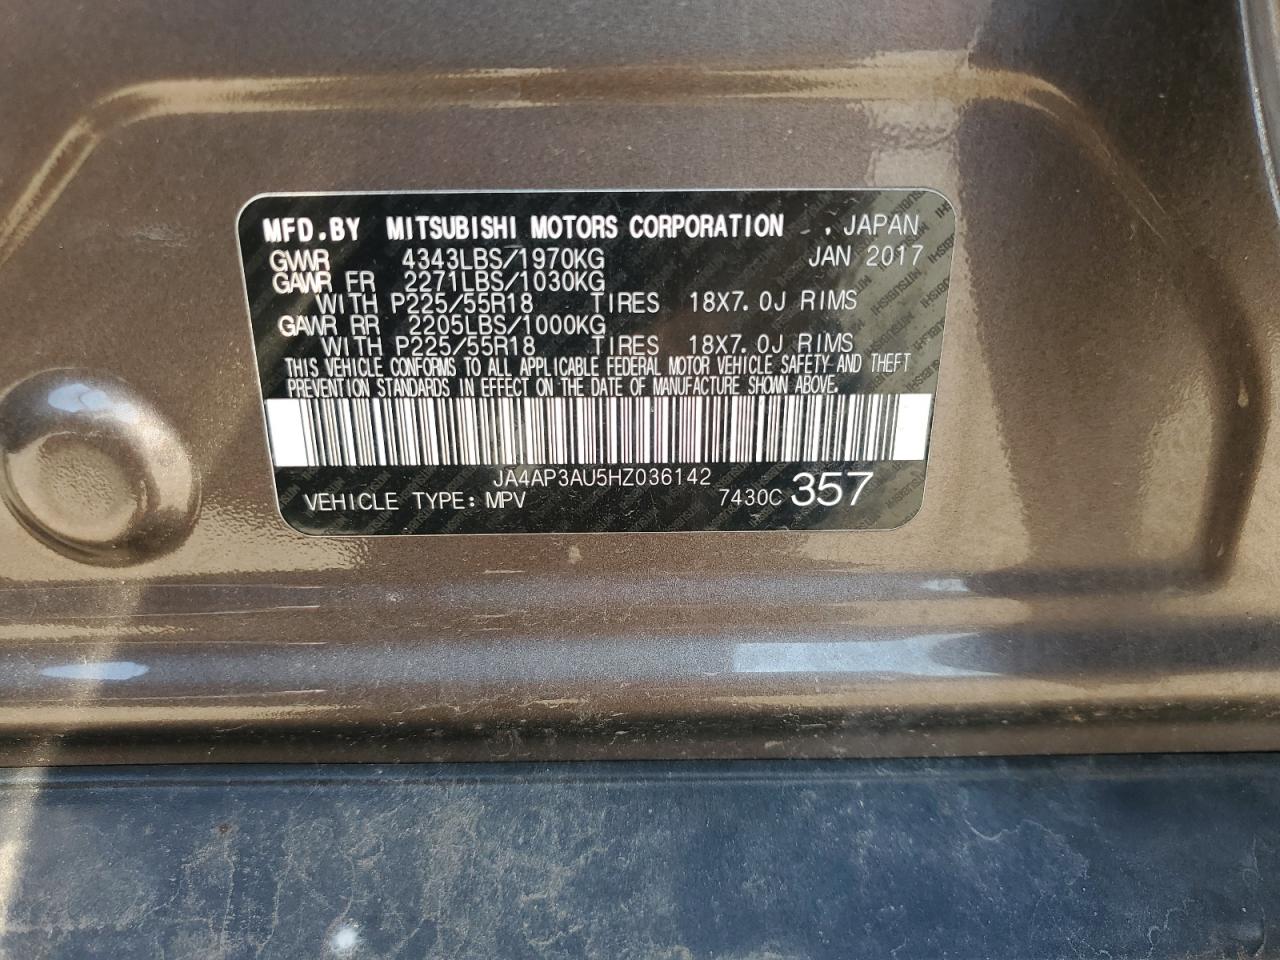 MFD.BY MITSUBISHI MOTORS CORPORATION , JAPAN
GVWR 4343LBS/1970KG JAN 2017
GAWR FR 2271LBS/1030KG
WITH P225/55R18 TIRES 18X7.0J RIMS
GAWR RR 2205LBS/1000KG
WITH P225/55R18 TIRES 18X7.0J RIMS
THIS VEHICLE CONFORMS TO ALL APPLICABLE FEDERAL MOTOR VEHICLE SAFETY AND THEFT
PREVENTION STANDARDS IN EFFECT ON THE DATE OF MANUFACTURE SHOWN ABOVE.
JA4AP3AU5HZ036142
VEHICLE TYPE: MPV 7430C 357